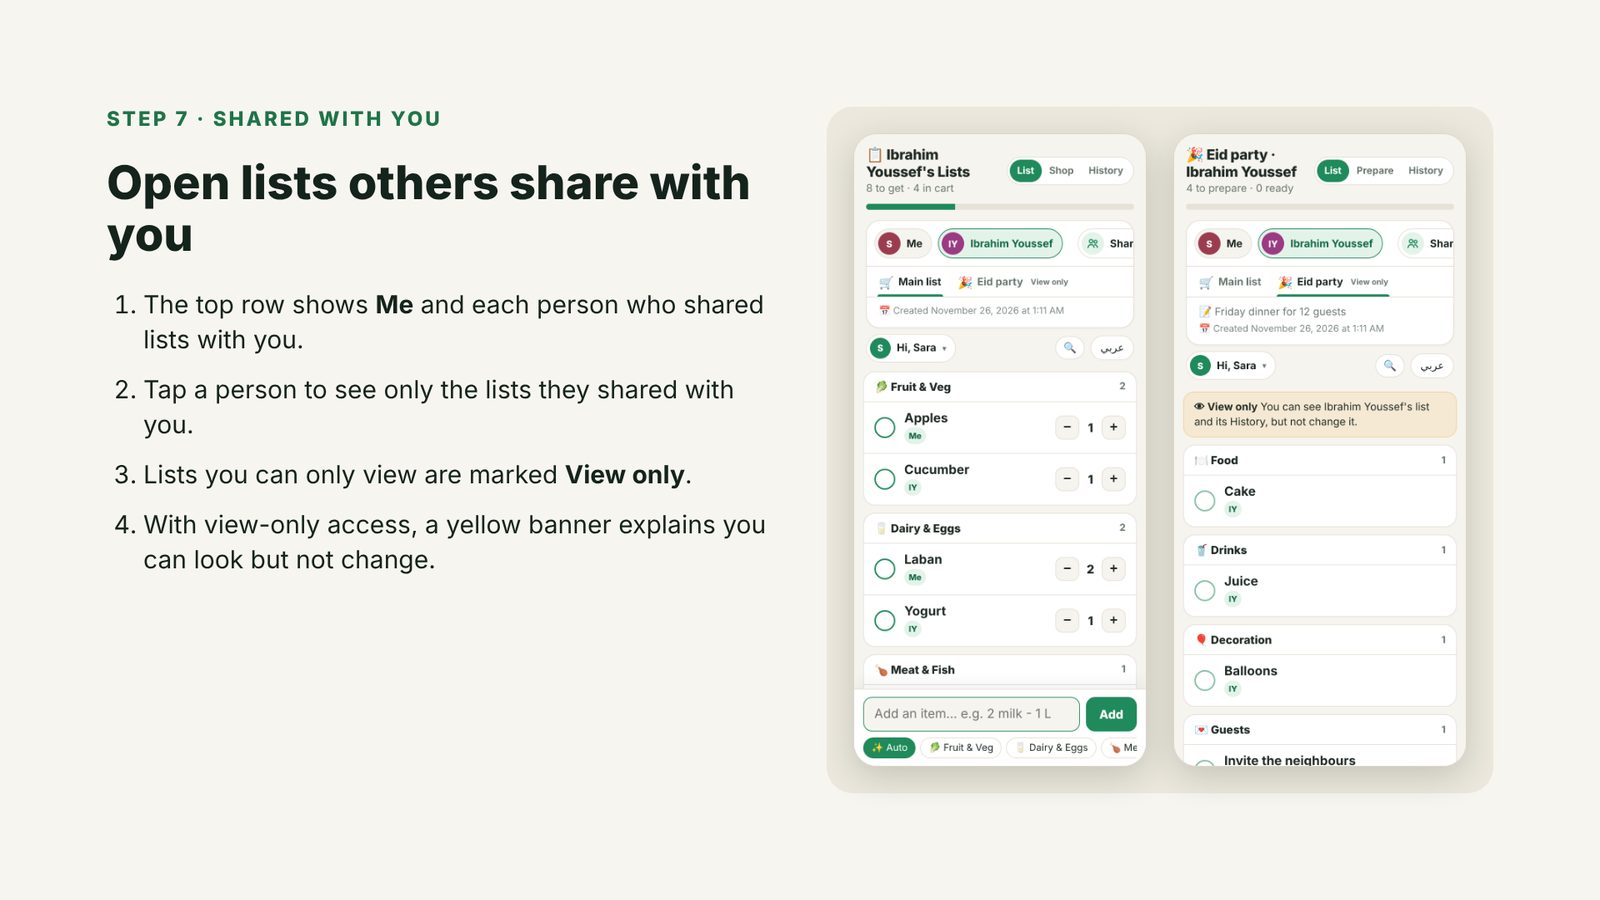 STEP 7 · SHARED WITH YOU
Open lists others share with
you
1. The top row shows Me and each person who shared
lists with you.
2. Tap a person to see only the lists they shared with
you.
3. Lists you can only view are marked View only.
4. With view-only access, a yellow banner explains you
can look but not change.
📋 Ibrahim
Youssef's Lists
8 to get · 4 in cart
List Shop History
S Me IY Ibrahim Youssef Shar
🛒 Main list 🎉 Eid party View only
📅 Created November 26, 2026 at 1:11 AM
S Hi, Sara ▾ 🔍 عربي
🥬 Fruit & Veg 2
Apples
Me
− 1 +
Cucumber
IY
− 1 +
🥛 Dairy & Eggs 2
Laban
Me
− 2 +
Yogurt
IY
− 1 +
🍗 Meat & Fish 1
Add an item... e.g. 2 milk - 1 L Add
✨ Auto 🥬 Fruit & Veg 🥛 Dairy & Eggs 🍗 Me
🎉 Eid party ·
Ibrahim Youssef
4 to prepare · 0 ready
List Prepare History
S Me IY Ibrahim Youssef Shar
🛒 Main list 🎉 Eid party View only
📝 Friday dinner for 12 guests
📅 Created November 26, 2026 at 1:11 AM
S Hi, Sara ▾ 🔍 عربي
👁 View only You can see Ibrahim Youssef's list
and its History, but not change it.
🍽️ Food 1
Cake
IY
🥤 Drinks 1
Juice
IY
🎈 Decoration 1
Balloons
IY
💌 Guests 1
Invite the neighbours